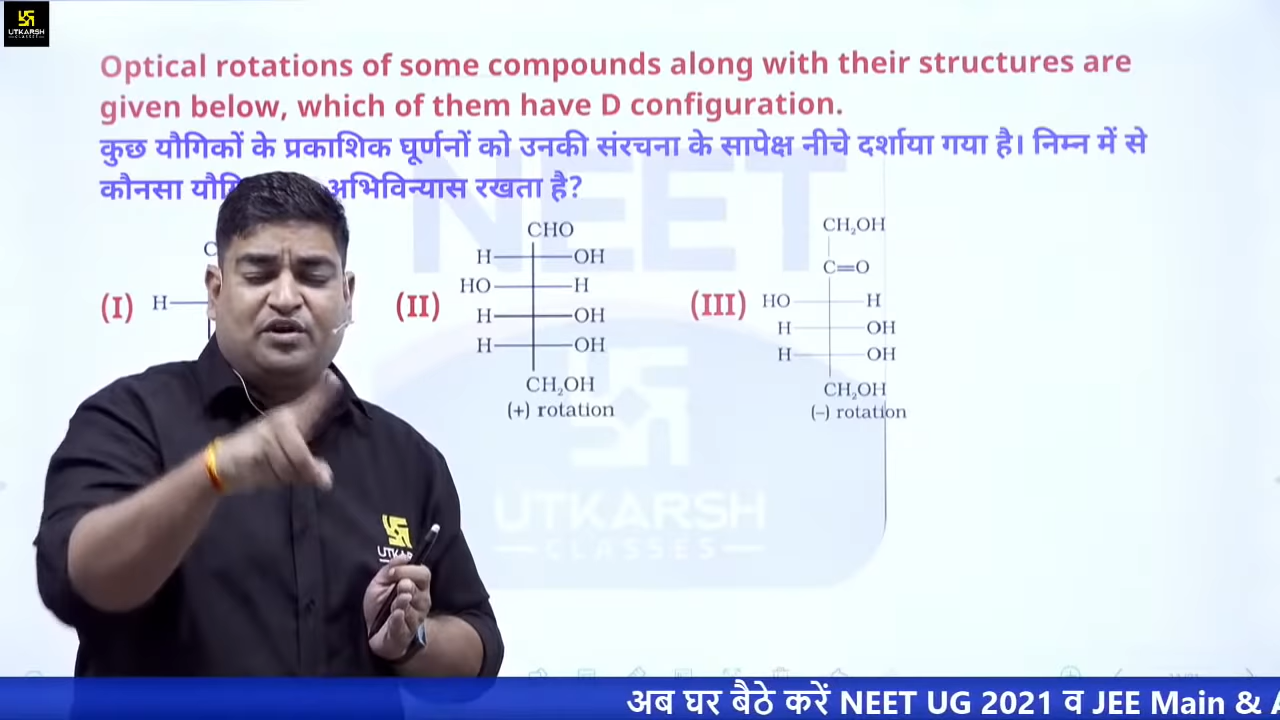 UTKARSH
CLASSES
Optical rotations of some compounds along with their structures are
given below, which of them have D configuration.
कुछ यौगिकों के प्रकाशिक घूर्णनों को उनकी संरचना के सापेक्ष नीचे दर्शाया गया है। निम्न में से
कौनसा अभिविन्यास रखता है?
NEET
(I) H
(II)
CHO
H OH
HO H
H OH
H OH
CH₂OH
(+) rotation
(III)
CH₂OH
C=O
HO H
H OH
H OH
CH₂OH
(–) rotation
UTKARSH
CLASSES
अब घर बैठे करें NEET UG 2021 व JEE Main &